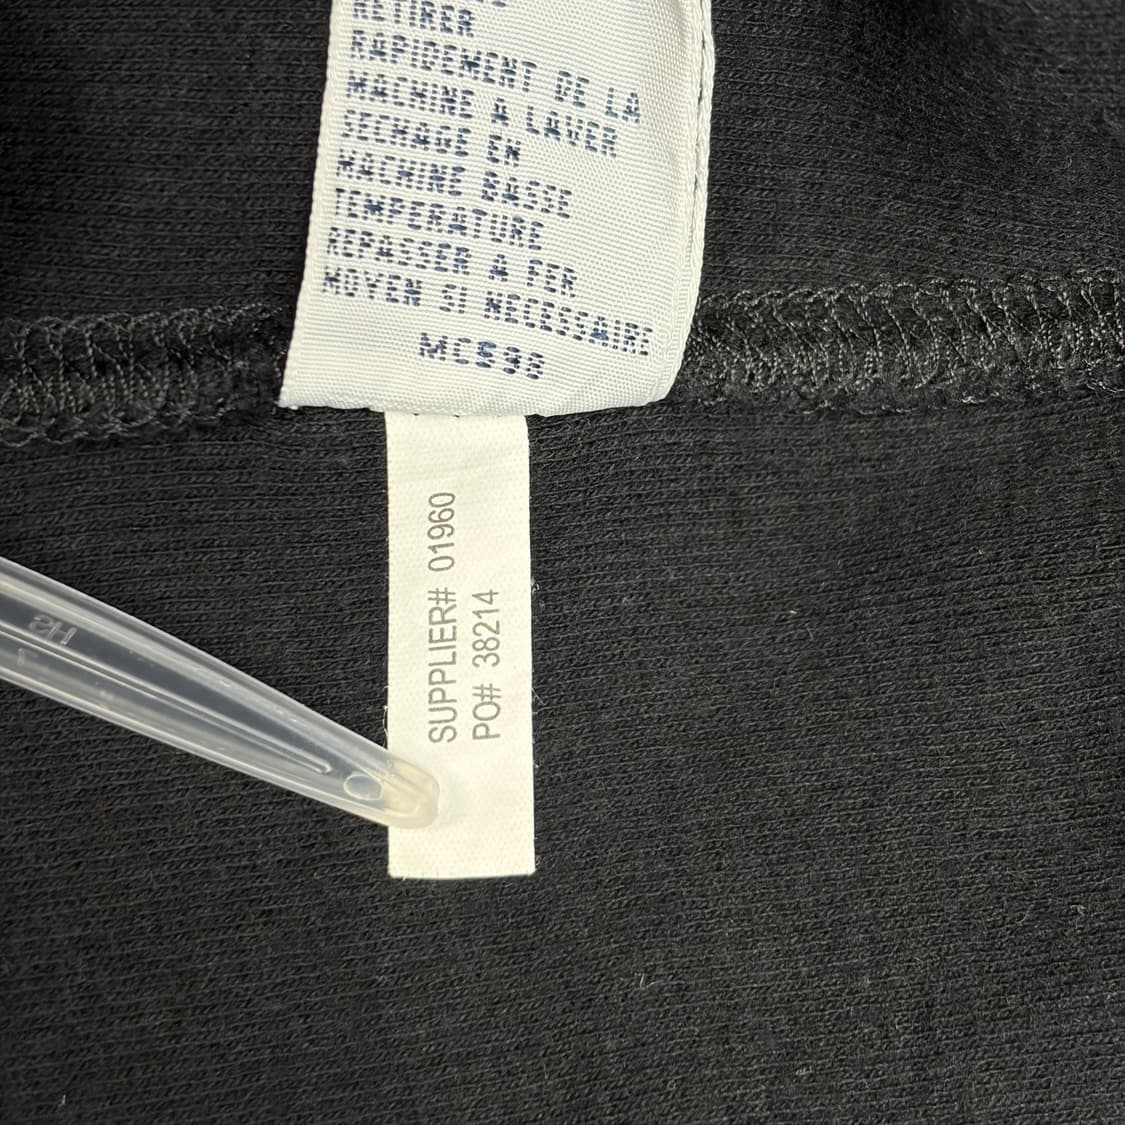 RETIRER
RAPIDEMENT DE LA
MACHINE A LAVER
SECHAGE EN
MACHINE BASSE
TEMPERATURE
REPASSER A FER
MOYEN SI NECESSAIRE
MC598
SUPPLIER# 01960
PO# 38214